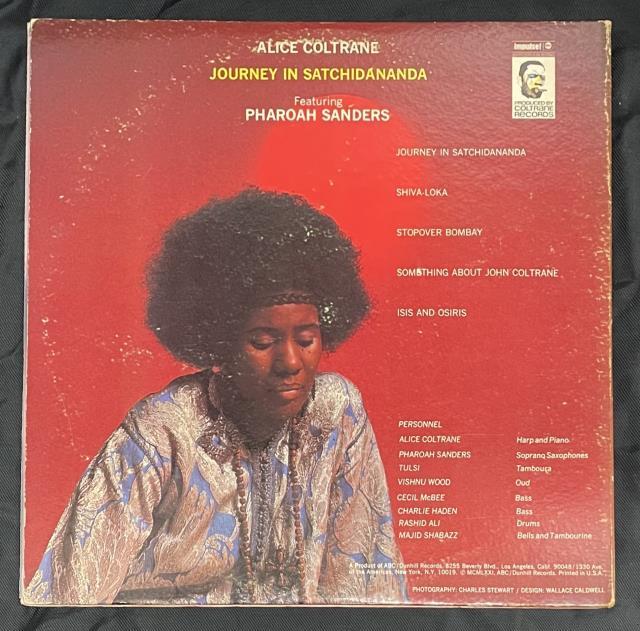 ALICE COLTRANE
JOURNEY IN SATCHIDANANDA
Featuring
PHAROAH SANDERS
impulse!
PRODUCED BY
COLTRANE
RECORDS
JOURNEY IN SATCHIDANANDA
SHIVA-LOKA
STOPOVER BOMBAY
SOMETHING ABOUT JOHN COLTRANE
ISIS AND OSIRIS
PERSONNEL
ALICE COLTRANE Harp and Piano
PHAROAH SANDERS Soprano Saxophones
TULSI Tamboura
VISHNU WOOD Oud
CECIL McBEE Bass
CHARLIE HADEN Bass
RASHID ALI Drums
MAJID SHABAZZ Bells and Tambourine
A Product of ABC/Dunhill Records, 8255 Beverly Blvd., Los Angeles, Calif. 90048/1330 Ave.
of the Americas, New York, N.Y. 10019. © MCMLXXI, ABC/Dunhill Records. Printed in U.S.A.
PHOTOGRAPHY: CHARLES STEWART / DESIGN: WALLACE CALDWELL